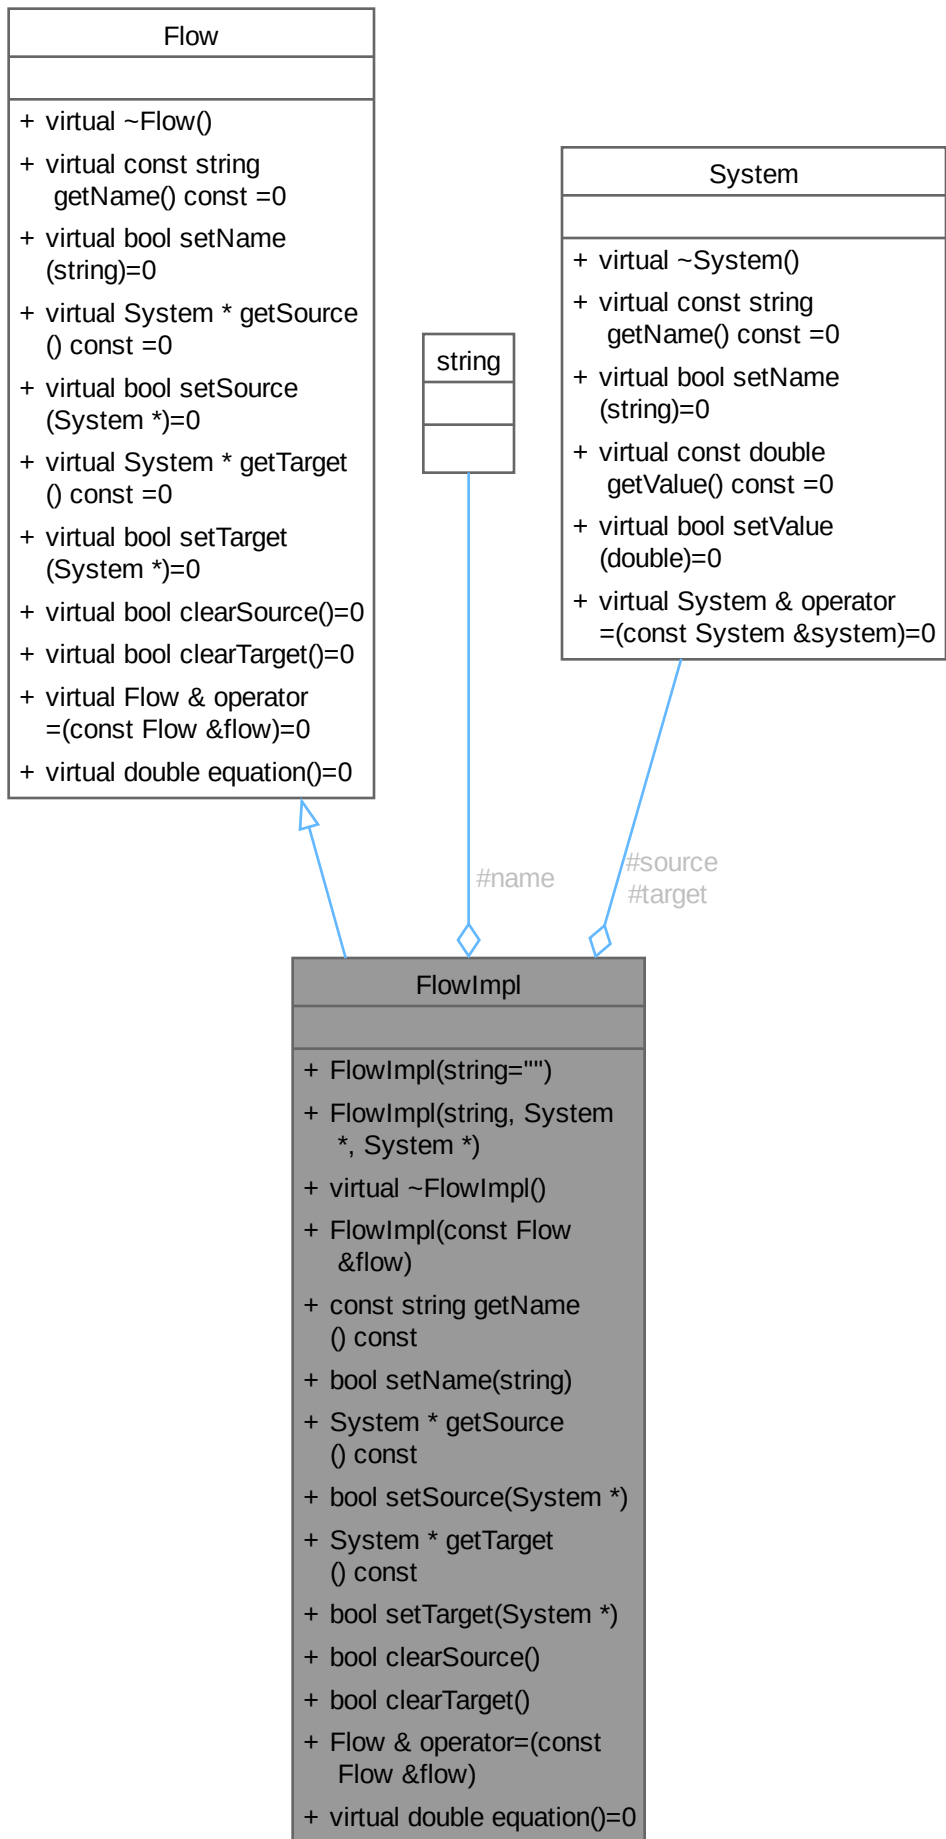 Flow
+ virtual ~Flow()
+ virtual const string
getName() const =0
+ virtual bool setName
(string)=0
+ virtual System * getSource
() const =0
+ virtual bool setSource
(System *)=0
+ virtual System * getTarget
() const =0
+ virtual bool setTarget
(System *)=0
+ virtual bool clearSource()=0
+ virtual bool clearTarget()=0
+ virtual Flow & operator
=(const Flow &flow)=0
+ virtual double equation()=0
string
System
+ virtual ~System()
+ virtual const string
getName() const =0
+ virtual bool setName
(string)=0
+ virtual const double
getValue() const =0
+ virtual bool setValue
(double)=0
+ virtual System & operator
=(const System &system)=0
#name
#source
#target
FlowImpl
+ FlowImpl(string="")
+ FlowImpl(string, System
*, System *)
+ virtual ~FlowImpl()
+ FlowImpl(const Flow
&flow)
+ const string getName
() const
+ bool setName(string)
+ System * getSource
() const
+ bool setSource(System *)
+ System * getTarget
() const
+ bool setTarget(System *)
+ bool clearSource()
+ bool clearTarget()
+ Flow & operator=(const
Flow &flow)
+ virtual double equation()=0